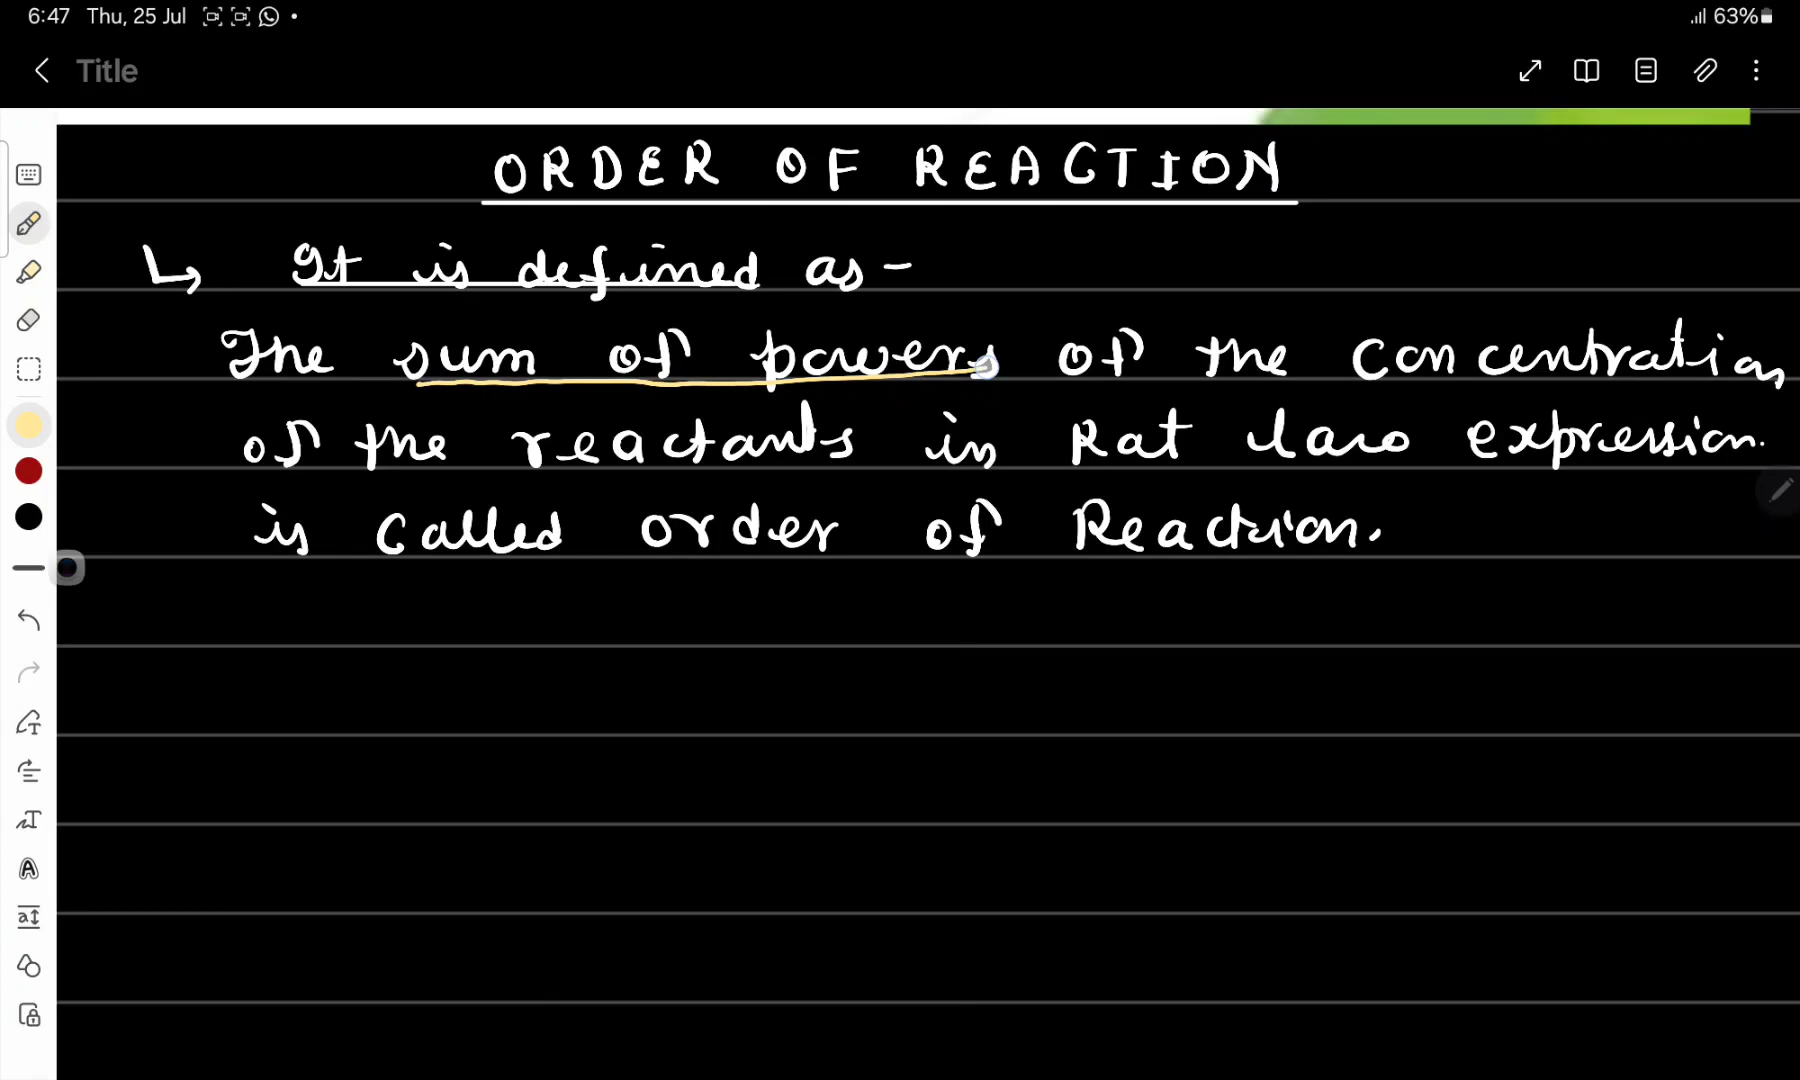 6:47 Thu, 25 Jul 63%
Title
ORDER OF REACTION
↳ It is defined as -
The sum of powers of the concentration
of the reactants in Rat law expression.
is called order of Reaction.